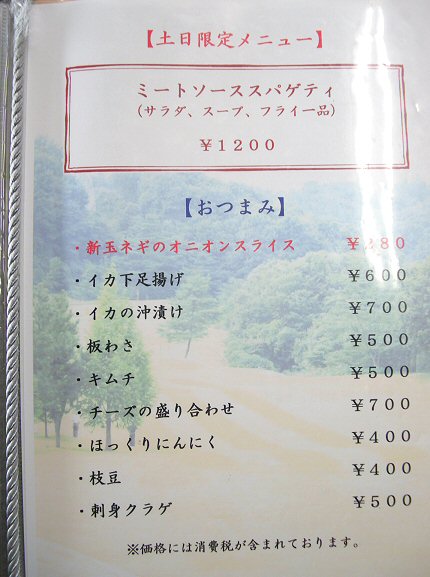 【土日限定メニュー】
ミートソーススパゲティ
(サラダ、スープ、フライ一品)
¥1200
【おつまみ】
・新玉ネギのオニオンスライス
・イカ下足揚げ ¥600
・イカの沖漬け ¥700
・板わさ ¥500
・キムチ ¥500
・チーズの盛り合わせ ¥700
・ほっくりにんにく ¥400
・枝豆 ¥400
・刺身クラゲ ¥500
※価格には消費税が含まれております。